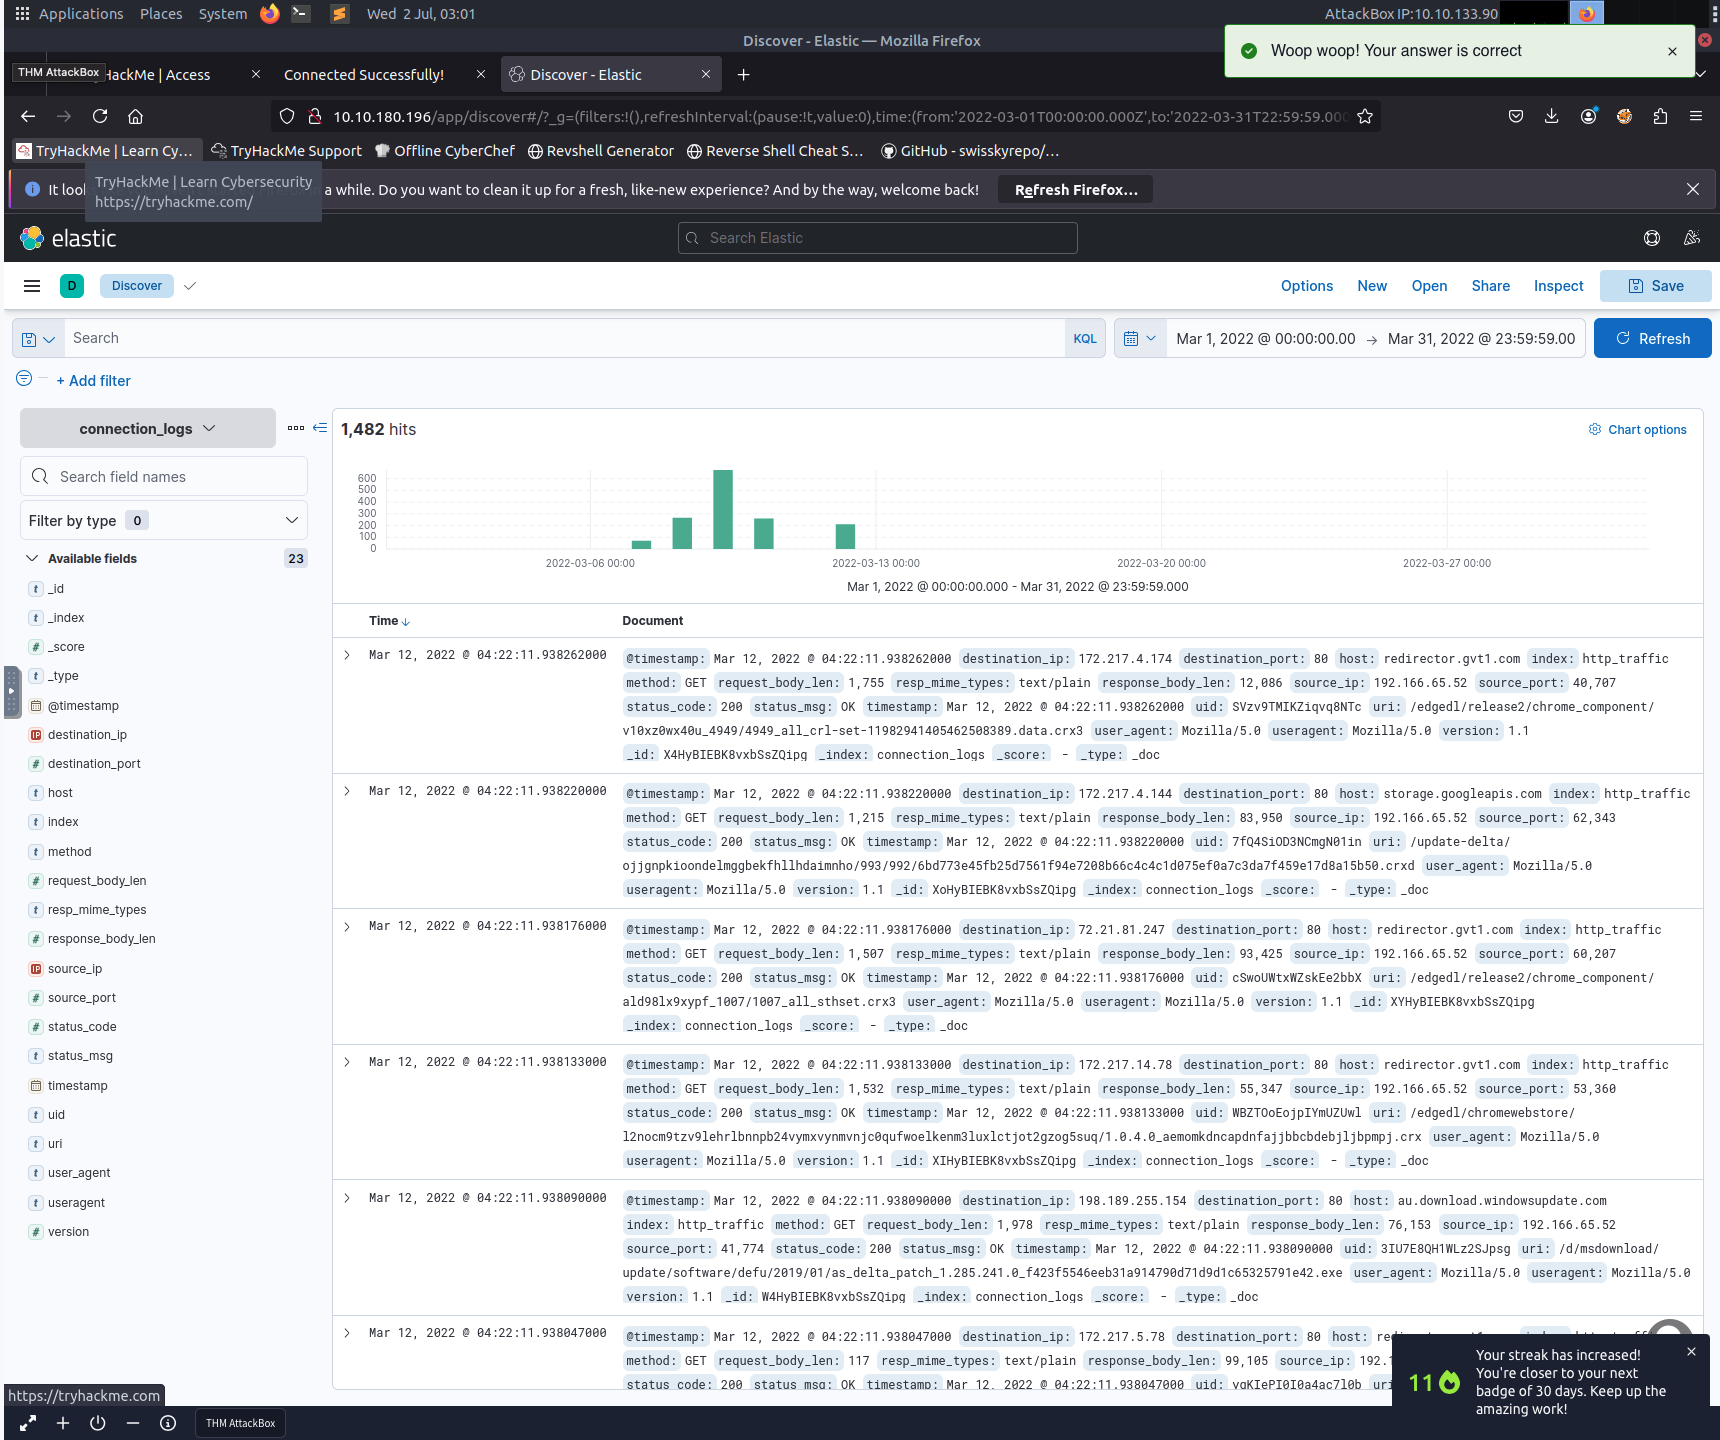 Applications Places System Wed 2 Jul, 03:01 AttackBox IP:10.10.133.90
Discover - Elastic — Mozilla Firefox
Woop woop! Your answer is correct
THM AttackBox
HackMe | Access Connected Successfully! Discover - Elastic
10.10.180.196/app/discover#/?_g=(filters:!(),refreshInterval:(pause:!t,value:0),time:(from:'2022-03-01T00:00:00.000Z',to:'2022-03-31T22:59:59.000
TryHackMe | Learn Cy... TryHackMe Support Offline CyberChef Revshell Generator Reverse Shell Cheat S... GitHub - swisskyrepo/...
It a while. Do you want to clean it up for a fresh, like-new experience? And by the way, welcome back! Refresh Firefox...
TryHackMe | Learn Cybersecurity
https://tryhackme.com/
elastic Search Elastic
D Discover Options New Open Share Inspect Save
Search KQL Mar 1, 2022 @ 00:00:00.00 → Mar 31, 2022 @ 23:59:59.00 Refresh
+ Add filter
connection_logs
Search field names
Filter by type 0
Available fields 23
_id
_index
_score
_type
@timestamp
destination_ip
destination_port
host
index
method
request_body_len
resp_mime_types
response_body_len
source_ip
source_port
status_code
status_msg
timestamp
uid
uri
user_agent
useragent
version
1,482 hits Chart options
600
500
400
300
200
100
0
2022-03-06 00:00 2022-03-13 00:00 2022-03-20 00:00 2022-03-27 00:00
Mar 1, 2022 @ 00:00:00.000 - Mar 31, 2022 @ 23:59:59.000
Time Document
Mar 12, 2022 @ 04:22:11.938262000 @timestamp: Mar 12, 2022 @ 04:22:11.938262000 destination_ip: 172.217.4.174 destination_port: 80 host: redirector.gvt1.com index: http_traffic
method: GET request_body_len: 1,755 resp_mime_types: text/plain response_body_len: 12,086 source_ip: 192.166.65.52 source_port: 40,707
status_code: 200 status_msg: OK timestamp: Mar 12, 2022 @ 04:22:11.938262000 uid: SVzv9TMIKZiqvq8NTc uri: /edgedl/release2/chrome_component/
v10xz0wx40u_4949/4949_all_crl-set-11982941405462508389.data.crx3 user_agent: Mozilla/5.0 useragent: Mozilla/5.0 version: 1.1
_id: X4HyBIEBK8vxbSsZQipg _index: connection_logs _score: - _type: _doc
Mar 12, 2022 @ 04:22:11.938220000 @timestamp: Mar 12, 2022 @ 04:22:11.938220000 destination_ip: 172.217.4.144 destination_port: 80 host: storage.googleapis.com index: http_traffic
method: GET request_body_len: 1,215 resp_mime_types: text/plain response_body_len: 83,950 source_ip: 192.166.65.52 source_port: 62,343
status_code: 200 status_msg: OK timestamp: Mar 12, 2022 @ 04:22:11.938220000 uid: 7fQ4SiOD3NCmgN01in uri: /update-delta/
ojjgnpkioondelmggbekfhllhdaimnho/993/992/6bd773e45fb25d7561f94e7208b66c4c4c1d075ef0a7c3da7f459e17d8a15b50.crxd user_agent: Mozilla/5.0
useragent: Mozilla/5.0 version: 1.1 _id: XoHyBIEBK8vxbSsZQipg _index: connection_logs _score: - _type: _doc
Mar 12, 2022 @ 04:22:11.938176000 @timestamp: Mar 12, 2022 @ 04:22:11.938176000 destination_ip: 72.21.81.247 destination_port: 80 host: redirector.gvt1.com index: http_traffic
method: GET request_body_len: 1,507 resp_mime_types: text/plain response_body_len: 93,425 source_ip: 192.166.65.52 source_port: 60,207
status_code: 200 status_msg: OK timestamp: Mar 12, 2022 @ 04:22:11.938176000 uid: cSwoUWtxWZskEe2bbX uri: /edgedl/release2/chrome_component/
ald98lx9xypf_1007/1007_all_sthset.crx3 user_agent: Mozilla/5.0 useragent: Mozilla/5.0 version: 1.1 _id: XYHyBIEBK8vxbSsZQipg
_index: connection_logs _score: - _type: _doc
Mar 12, 2022 @ 04:22:11.938133000 @timestamp: Mar 12, 2022 @ 04:22:11.938133000 destination_ip: 172.217.14.78 destination_port: 80 host: redirector.gvt1.com index: http_traffic
method: GET request_body_len: 1,532 resp_mime_types: text/plain response_body_len: 55,347 source_ip: 192.166.65.52 source_port: 53,360
status_code: 200 status_msg: OK timestamp: Mar 12, 2022 @ 04:22:11.938133000 uid: WBZTOoEojpIYmUZUwl uri: /edgedl/chromewebstore/
l2nocm9tzv9lehrlbnnpb24vymxvynmvnjc0qufwoelkenm3luxlctjot2gzog5suq/1.0.4.0_aemomkdncapdnfajjbbcbdebjljbpmpj.crx user_agent: Mozilla/5.0
useragent: Mozilla/5.0 version: 1.1 _id: XIHyBIEBK8vxbSsZQipg _index: connection_logs _score: - _type: _doc
Mar 12, 2022 @ 04:22:11.938090000 @timestamp: Mar 12, 2022 @ 04:22:11.938090000 destination_ip: 198.189.255.154 destination_port: 80 host: au.download.windowsupdate.com
index: http_traffic method: GET request_body_len: 1,978 resp_mime_types: text/plain response_body_len: 76,153 source_ip: 192.166.65.52
source_port: 41,774 status_code: 200 status_msg: OK timestamp: Mar 12, 2022 @ 04:22:11.938090000 uid: 3IU7E8QH1WLz2SJpsg uri: /d/msdownload/
update/software/defu/2019/01/as_delta_patch_1.285.241.0_f423f5546eeb31a914790d71d9d1c65325791e42.exe user_agent: Mozilla/5.0 useragent: Mozilla/5.0
version: 1.1 _id: W4HyBIEBK8vxbSsZQipg _index: connection_logs _score: - _type: _doc
Mar 12, 2022 @ 04:22:11.938047000 @timestamp: Mar 12, 2022 @ 04:22:11.938047000 destination_ip: 172.217.5.78 destination_port: 80 host:
method: GET request_body_len: 117 resp_mime_types: text/plain response_body_len: 99,105 source_ip:
status_code: 200 status_msg: OK timestamp: Mar 12, 2022 @ 04:22:11.938047000 uid: uri:
Your streak has increased!
11 You're closer to your next
badge of 30 days. Keep up the
amazing work!
https://tryhackme.com
THM AttackBox